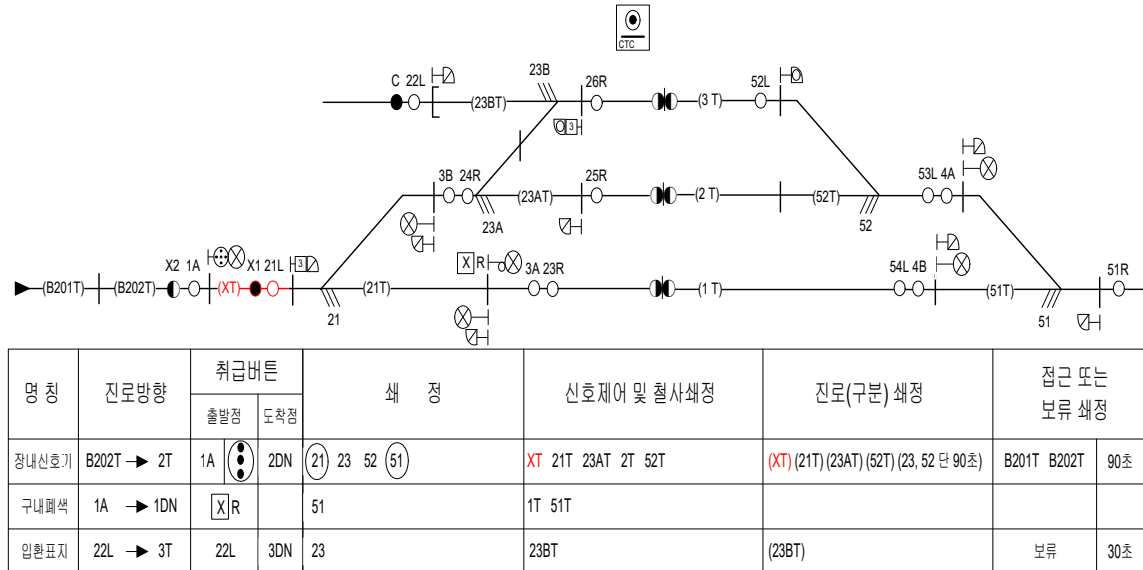 CTC
23B
C 22L
(23BT)
26R
(3 T)
52L
3
3B 24R
(23AT)
25R
(2 T)
(52T)
53L 4A
23A
52
X2 1A
X1 21L
3
X R
3A 23R
54L 4B
51R
(B201T)
(B202T)
(XT)
(21T)
(1 T)
(51T)
21
51
명 칭 진로방향 취급버튼 쇄 정 신호제어 및 철사쇄정 진로(구분) 쇄정 접근 또는
보류 쇄정
출발점 도착점
장내신호기 B202T → 2T 1A 2DN 21 23 52 51 XT 21T 23AT 2T 52T (XT) (21T) (23AT) (52T) (23, 52 단 90초) B201T B202T 90초
구내폐색 1A → 1DN X R 51 1T 51T
입환표지 22L → 3T 22L 3DN 23 23BT (23BT) 보류 30초